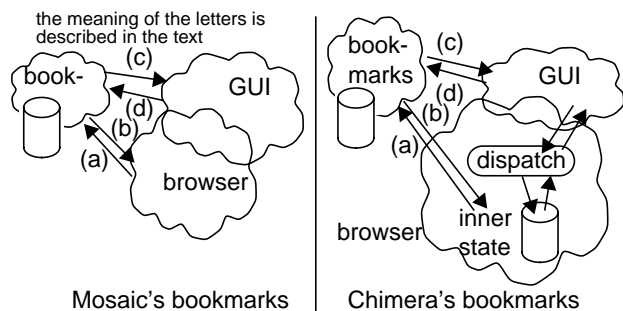 the meaning of the letters is
described in the text
(c)
book-
GUI
(d)
(b)
(a)
browser
Mosaic's bookmarks
book-
marks
(c)
GUI
(d)
(b)
(a)
dispatch
inner
state
browser
Chimera's bookmarks